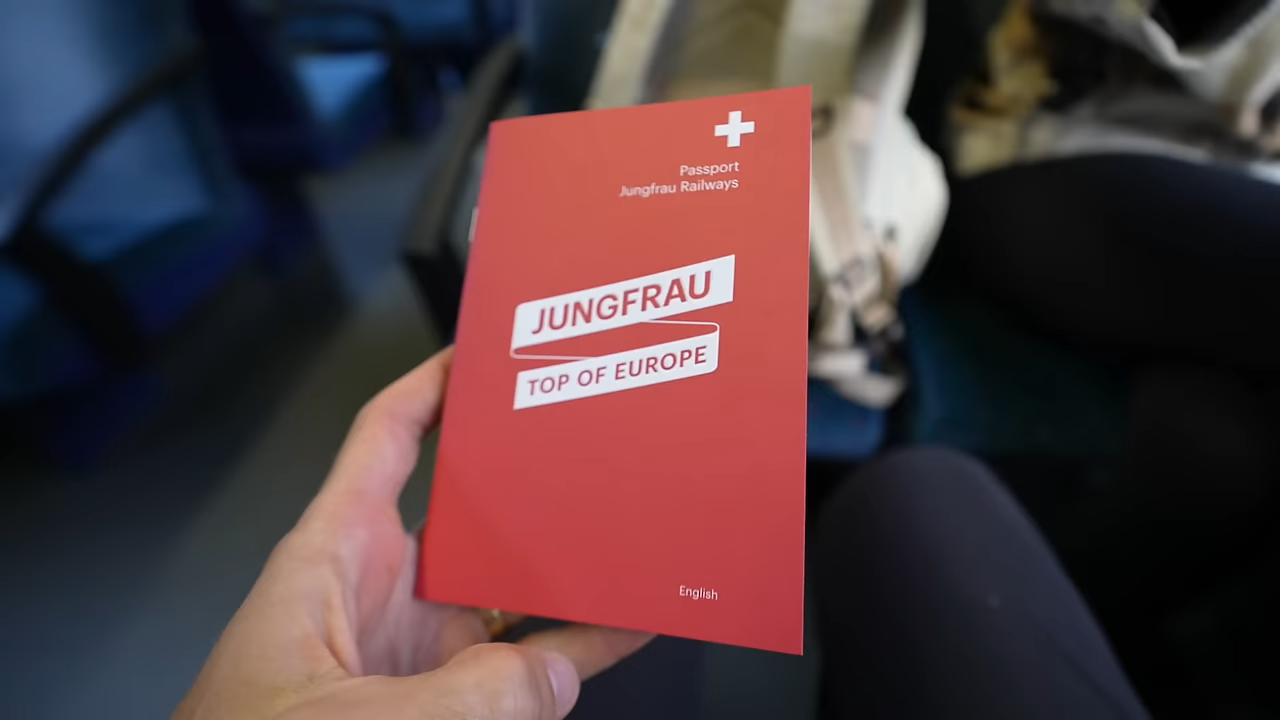 Passport
Jungfrau Railways
JUNGFRAU
TOP OF EUROPE
English